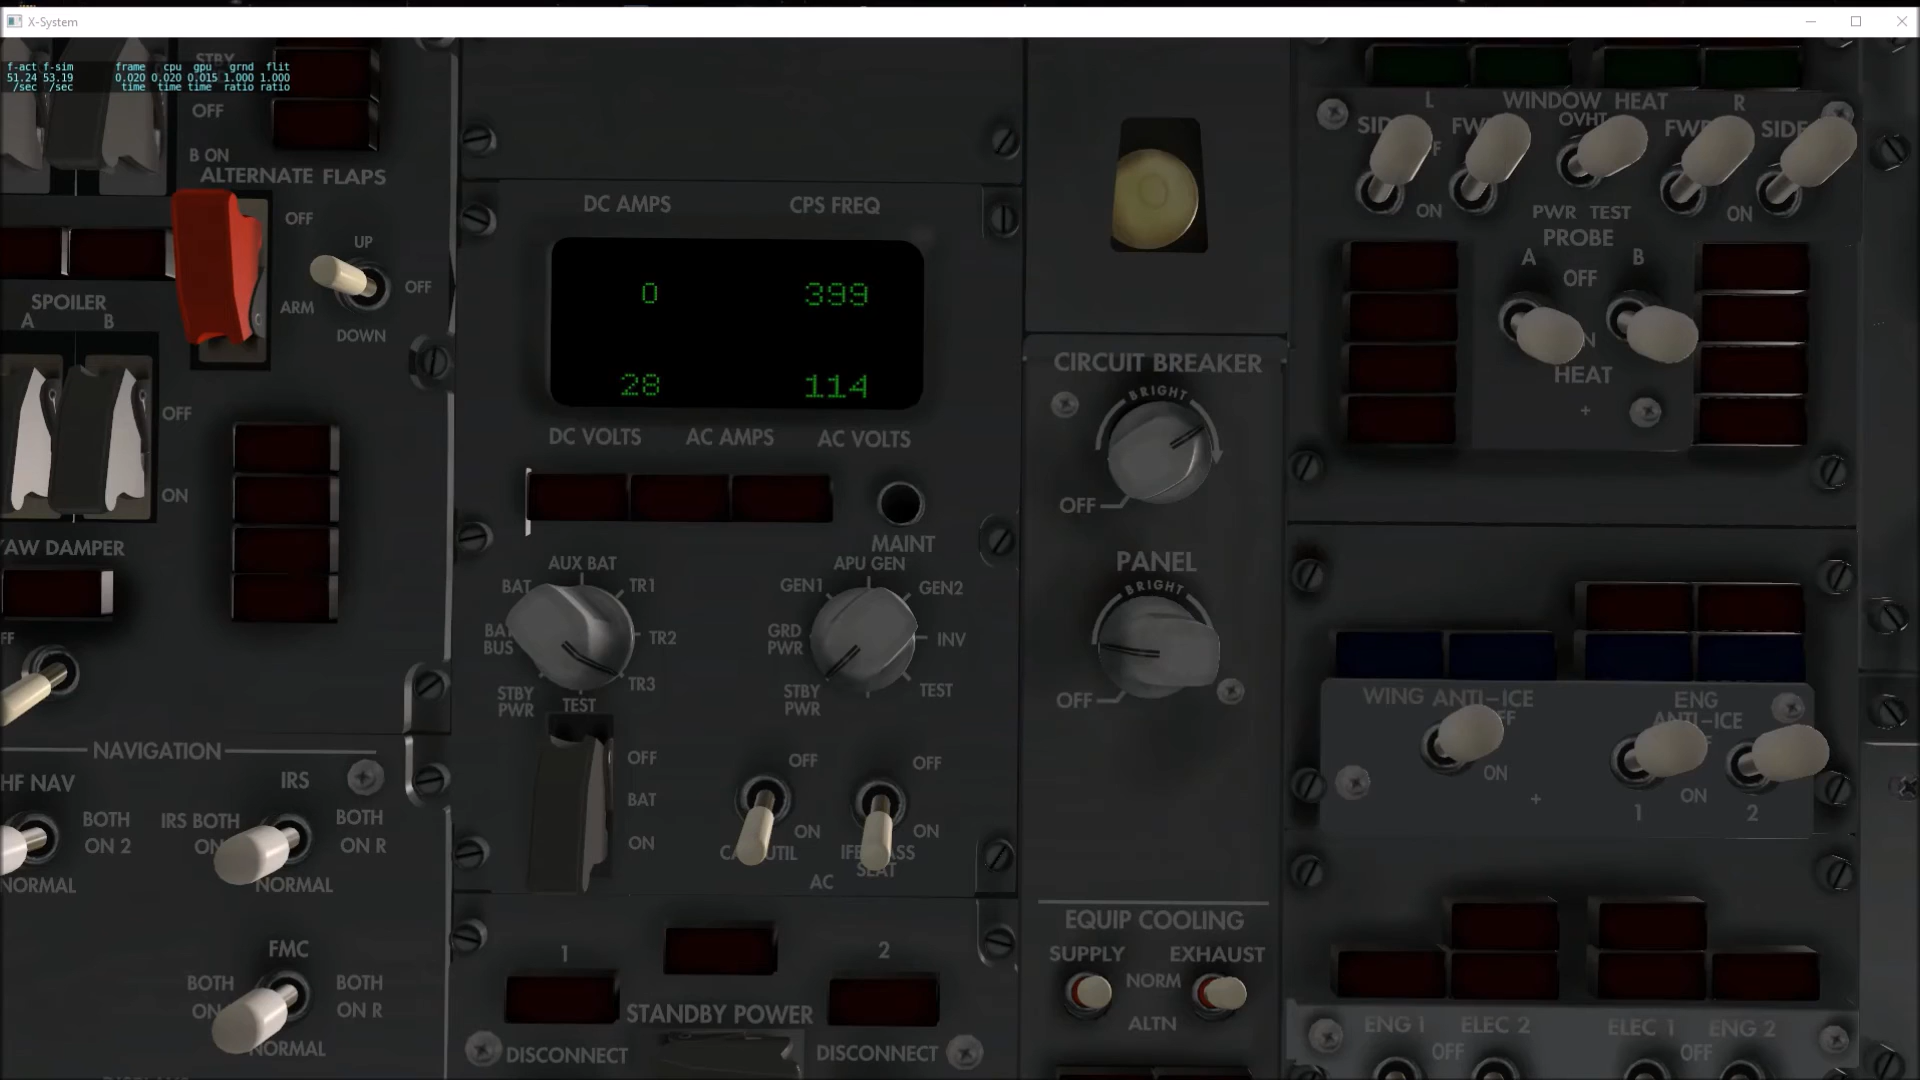 X-System
f-act f-sim frame cpu gpu grnd flit
51.24 53.19 0.020 0.020 0.015 1.000 1.000
/sec /sec time time time ratio ratio
STBY
OFF
B ON
ALTERNATE FLAPS
OFF
UP
OFF
ARM
DOWN
SPOILER
A B
OFF
ON
YAW DAMPER
NAVIGATION
IRS
BOTH
ON 2
IRS BOTH
BOTH
ON R
NORMAL
NORMAL
FMC
BOTH
BOTH
ON R
NORMAL
DC AMPS CPS FREQ
0 399
28 114
DC VOLTS AC AMPS AC VOLTS
MAINT
AUX BAT
BAT
TR1
BUS
TR2
STBY
PWR
TR3
TEST
APU GEN
GEN1
GEN2
GRD
PWR
INV
STBY
PWR
TEST
OFF
BAT
ON
OFF
ON
OFF
ON
SEAT
AC
1 2
STANDBY POWER
DISCONNECT DISCONNECT
CIRCUIT BREAKER
BRIGHT
OFF
PANEL
BRIGHT
OFF
EQUIP COOLING
SUPPLY EXHAUST
NORM
ALTN
L WINDOW HEAT R
OVHT
SIDE
ON
PWR TEST
ON
PROBE
A B
OFF
HEAT
WING ANTI-ICE
ON
ENG
ANTI-ICE
ON
1 2
ENG 1 ELEC 2 ELEC 1 ENG 2
OFF OFF